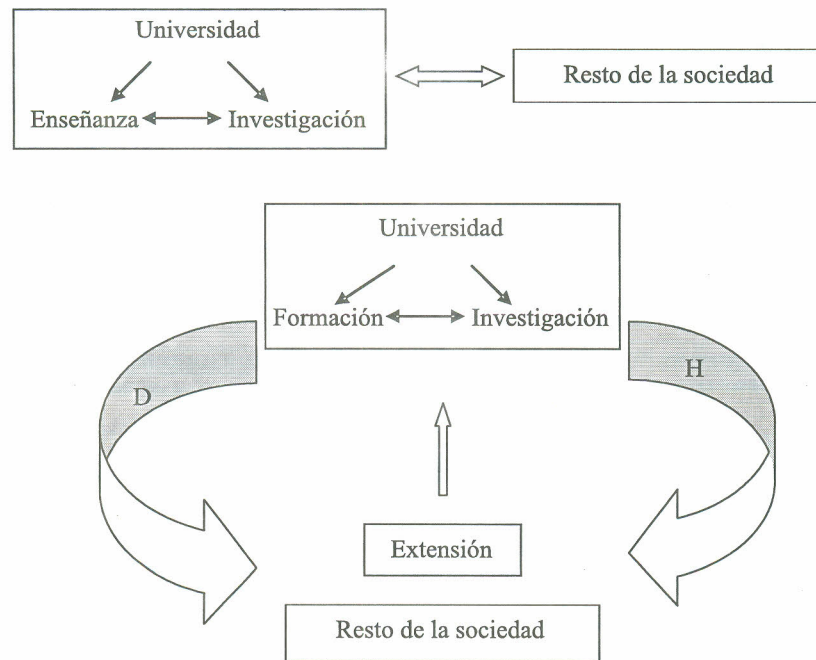 Universidad
Resto de la sociedad
Enseñanza Investigación
Universidad
Formación Investigación
D
H
Extensión
Resto de la sociedad